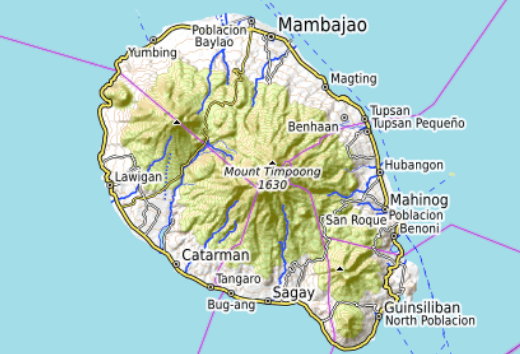 Poblacion
Mambajao
Baylao
Yumbing
Magting
Tupsan
Tupsan Pequeño
Benhaan
Hubangon
Mount Timpoong
1630
Lawigan
Mahinog
Poblacion
San Roque
Benoni
Catarman
Tangaro
Sagay
Bug-ang
Guinsiliban
North Poblacion